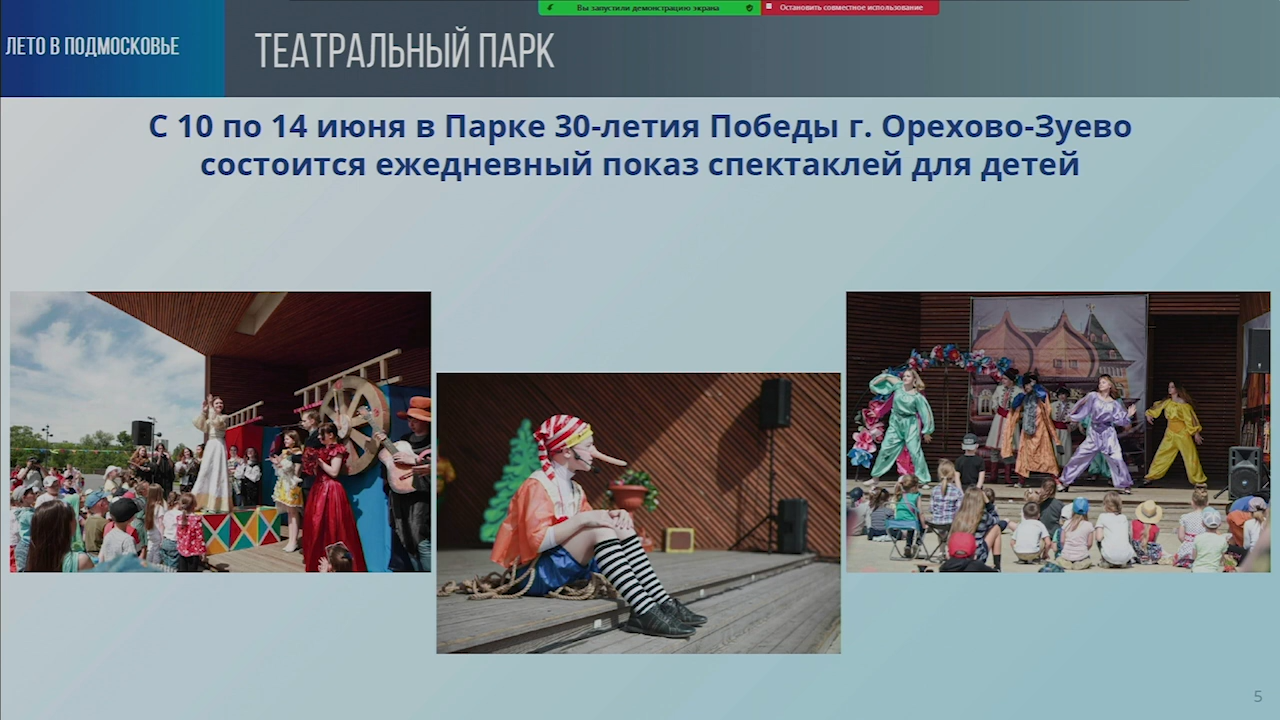 Вы запустили демонстрацию экрана
Остановить совместное использование
ЛЕТО В ПОДМОСКОВЬЕ
ТЕАТРАЛЬНЫЙ ПАРК
С 10 по 14 июня в Парке 30-летия Победы г. Орехово-Зуево
состоится ежедневный показ спектаклей для детей
5